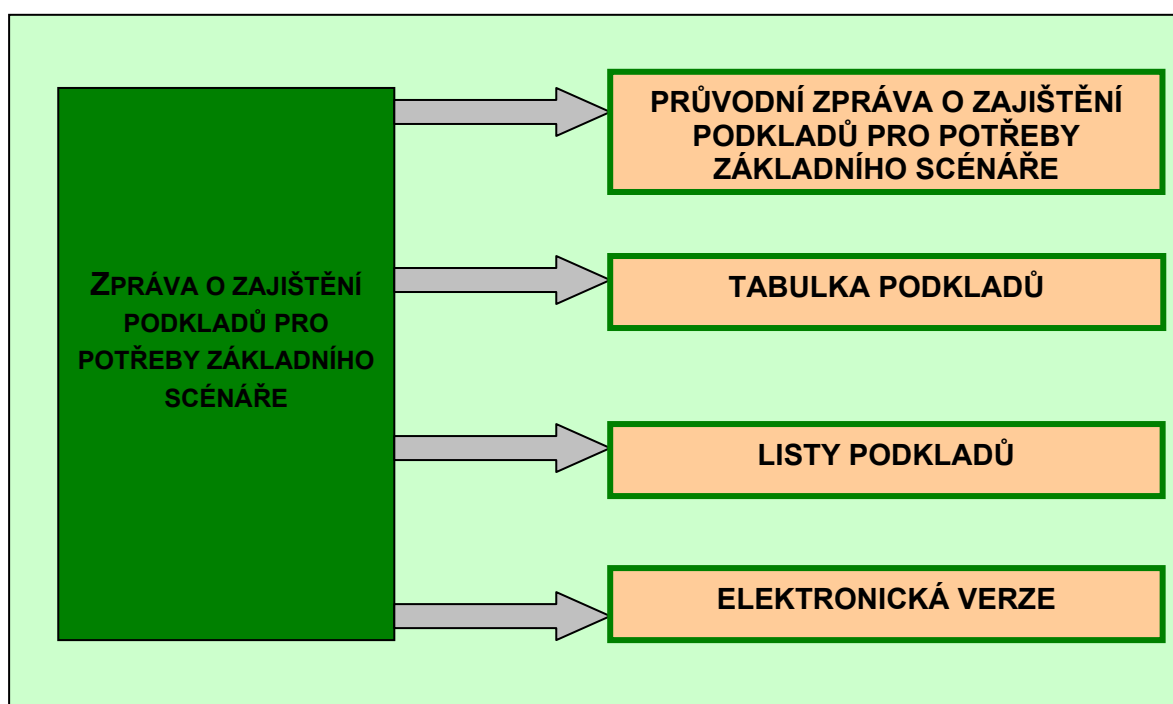 ZPRÁVA O ZAJIŠTĚNÍ
PODKLADŮ PRO
POTŘEBY ZÁKLADNÍHO
SCÉNÁŘE
PRŮVODNÍ ZPRÁVA O ZAJIŠTĚNÍ
PODKLADŮ PRO POTŘEBY
ZÁKLADNÍHO SCÉNÁŘE
TABULKA PODKLADŮ
LISTY PODKLADŮ
ELEKTRONICKÁ VERZE